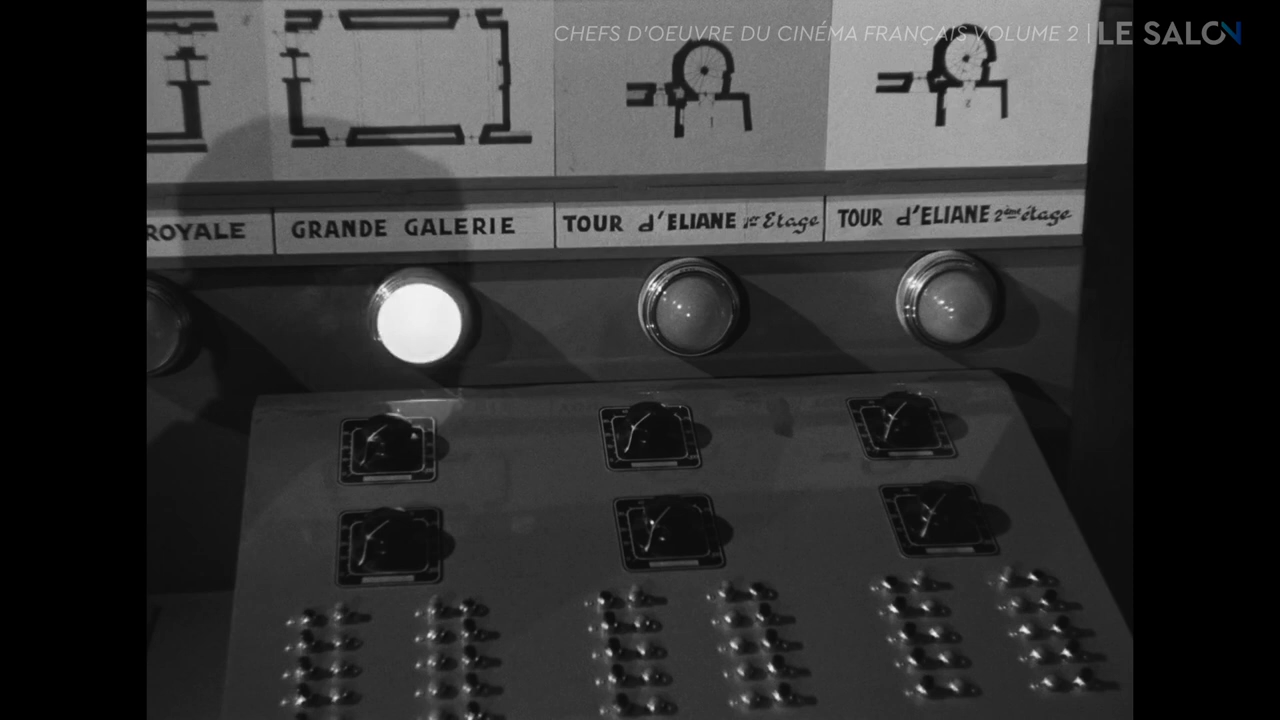 CHEFS D'OEUVRE DU CINÉMA FRANÇAIS VOLUME 2 | LE SALON
ROYALE
GRANDE GALERIE
TOUR d'ELIANE 1er Etage
TOUR d'ELIANE 2ème étage